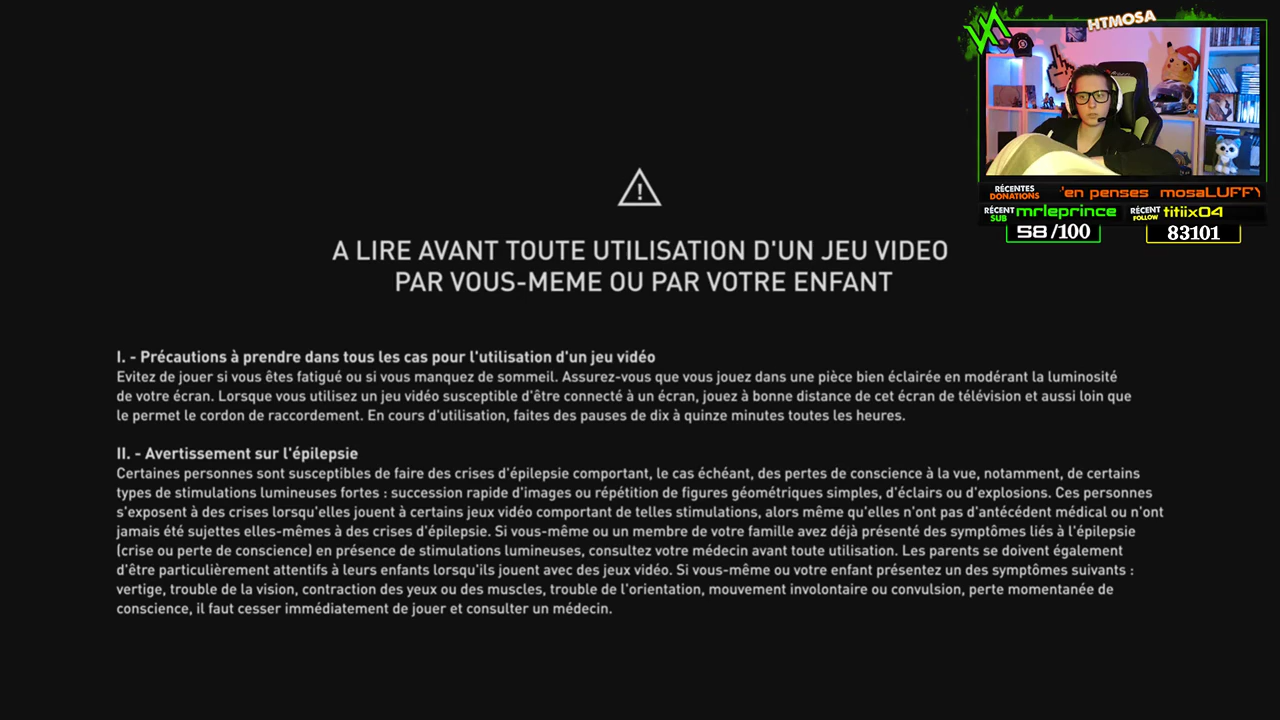 HTMOSA
RÉCENTES
DONATIONS
'en penses mosaLUFFY
RÉCENT
SUB
mrleprince
RÉCENT
FOLLOW
titiix04
58 /100
83101
A LIRE AVANT TOUTE UTILISATION D'UN JEU VIDEO
PAR VOUS-MEME OU PAR VOTRE ENFANT
I. - Précautions à prendre dans tous les cas pour l'utilisation d'un jeu vidéo
Evitez de jouer si vous êtes fatigué ou si vous manquez de sommeil. Assurez-vous que vous jouez dans une pièce bien éclairée en modérant la luminosité
de votre écran. Lorsque vous utilisez un jeu vidéo susceptible d'être connecté à un écran, jouez à bonne distance de cet écran de télévision et aussi loin que
le permet le cordon de raccordement. En cours d'utilisation, faites des pauses de dix à quinze minutes toutes les heures.
II. - Avertissement sur l'épilepsie
Certaines personnes sont susceptibles de faire des crises d'épilepsie comportant, le cas échéant, des pertes de conscience à la vue, notamment, de certains
types de stimulations lumineuses fortes : succession rapide d'images ou répétition de figures géométriques simples, d'éclairs ou d'explosions. Ces personnes
s'exposent à des crises lorsqu'elles jouent à certains jeux vidéo comportant de telles stimulations, alors même qu'elles n'ont pas d'antécédent médical ou n'ont
jamais été sujettes elles-mêmes à des crises d'épilepsie. Si vous-même ou un membre de votre famille avez déjà présenté des symptômes liés à l'épilepsie
(crise ou perte de conscience) en présence de stimulations lumineuses, consultez votre médecin avant toute utilisation. Les parents se doivent également
d'être particulièrement attentifs à leurs enfants lorsqu'ils jouent avec des jeux vidéo. Si vous-même ou votre enfant présentez un des symptômes suivants :
vertige, trouble de la vision, contraction des yeux ou des muscles, trouble de l'orientation, mouvement involontaire ou convulsion, perte momentanée de
conscience, il faut cesser immédiatement de jouer et consulter un médecin.